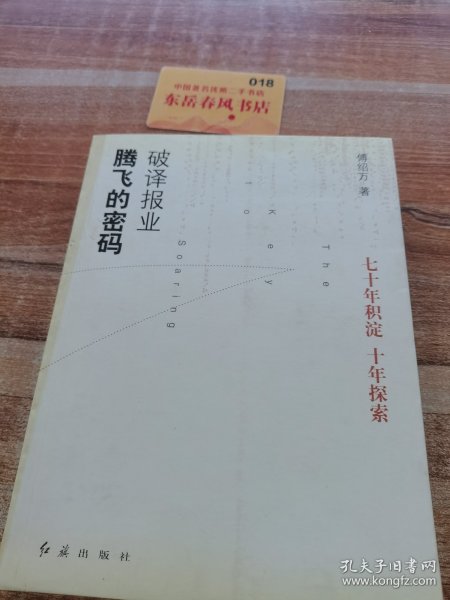 018
中国著名连锁二手书店
东岳春风书店
傅绍万 著
破译报业
腾飞的密码
The
Key
to
Soaring
七十年积淀 十年探索
红旗出版社
孔夫子旧书网
www.kongfz.com